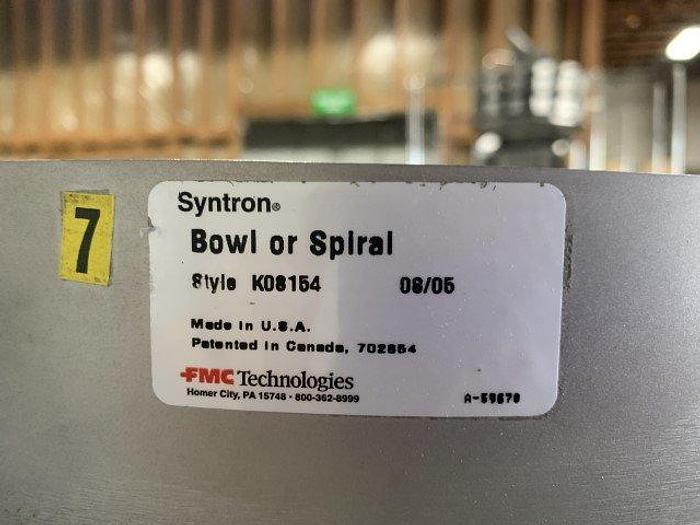 7
Syntron®
Bowl or Spiral
Style K08154 08/05
Made in U.S.A.
Patented in Canada, 702654
FMC Technologies
Homer City, PA 15748 · 800-362-8999
A-59670